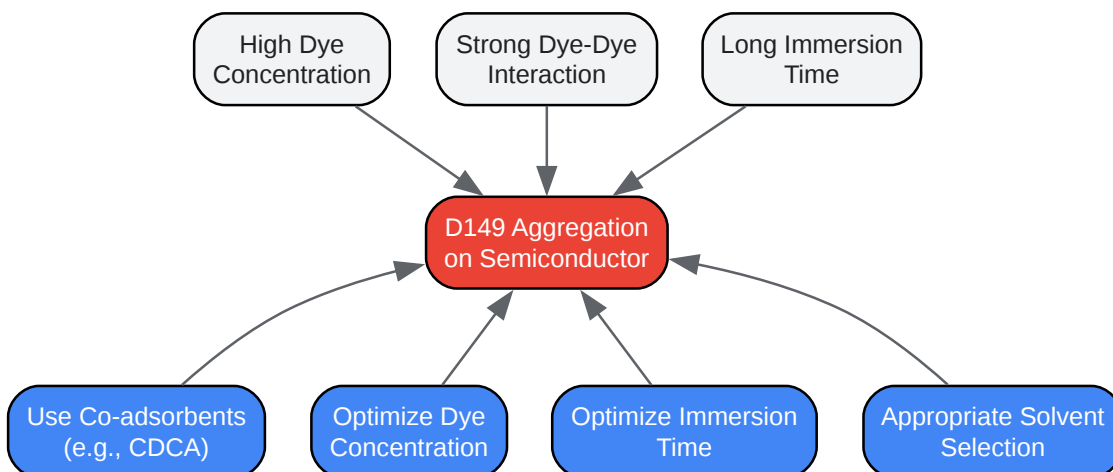 High Dye
Concentration
Strong Dye-Dye
Interaction
Long Immersion
Time
D149 Aggregation
on Semiconductor
Use Co-adsorbents
(e.g., CDCA)
Optimize Dye
Concentration
Optimize Immersion
Time
Appropriate Solvent
Selection